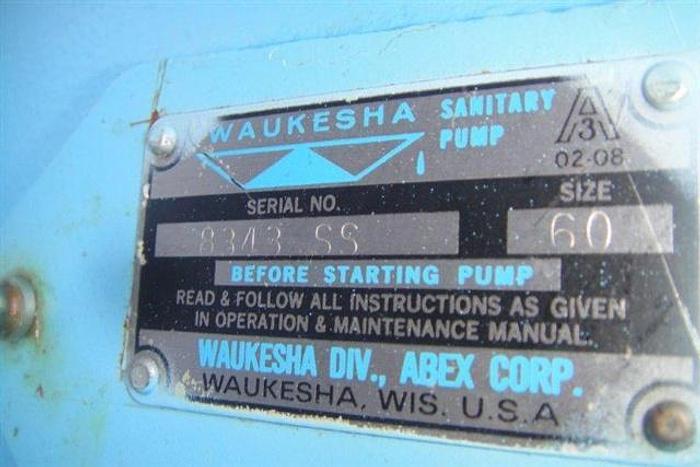 WAUKESHA SANITARY PUMP
A
3
02-08
SERIAL NO. SIZE
8343 SS 60
BEFORE STARTING PUMP
READ & FOLLOW ALL INSTRUCTIONS AS GIVEN
IN OPERATION & MAINTENANCE MANUAL.
WAUKESHA DIV., ABEX CORP.
WAUKESHA, WIS. U.S.A